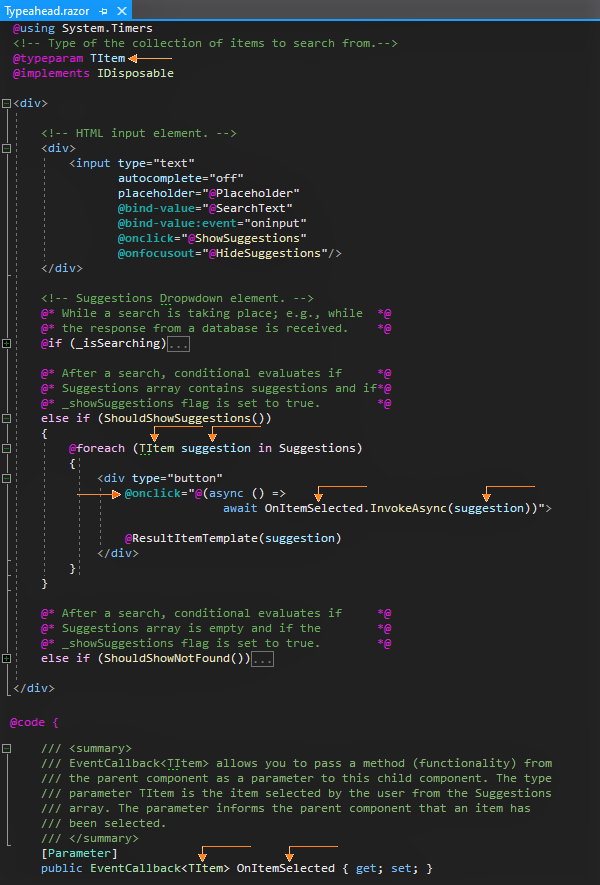 Typeahead.razor
@using System.Timers
<!-- Type of the collection of items to search from.-->
@typeparam TItem
@implements IDisposable
<div>
<!-- HTML input element. -->
<div>
<input type="text"
autocomplete="off"
placeholder="@Placeholder"
@bind-value="@SearchText"
@bind-value:event="oninput"
@onclick="@ShowSuggestions"
@onfocusout="@HideSuggestions"/>
</div>
<!-- Suggestions Dropwdown element. -->
@* While a search is taking place; e.g., while *@
@* the response from a database is received. *@
@if (_isSearching)...
@* After a search, conditional evaluates if *@
@* Suggestions array contains suggestions and if*@
@* _showSuggestions flag is set to true. *@
else if (ShouldShowSuggestions())
{
@foreach (TItem suggestion in Suggestions)
{
<div type="button"
@onclick="@(async () =>
await OnItemSelected.InvokeAsync(suggestion))">
@ResultItemTemplate(suggestion)
</div>
}
}
@* After a search, conditional evaluates if *@
@* Suggestions array is empty and if the *@
@* _showSuggestions flag is set to true. *@
else if (ShouldShowNotFound())...
</div>
@code {
/// <summary>
/// EventCallback<TItem> allows you to pass a method (functionality) from
/// the parent component as a parameter to this child component. The type
/// parameter TItem is the item selected by the user from the Suggestions
/// array. The parameter informs the parent component that an item has
/// been selected.
/// </summary>
[Parameter]
public EventCallback<TItem> OnItemSelected { get; set; }